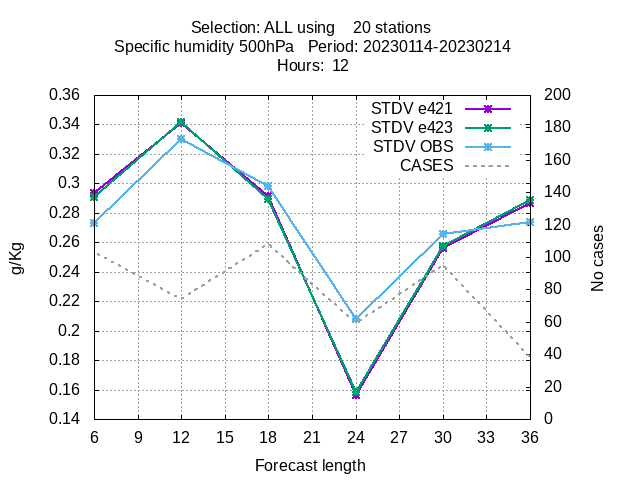 Selection: ALL using    20 stations
Specific humidity 500hPa   Period: 20230114-20230214
Hours:  12
0.36
0.34
0.32
0.3
0.28
0.26
0.24
0.22
0.2
0.18
0.16
0.14
g/Kg
STDV e421
STDV e423
STDV OBS
CASES
200
180
160
140
120
100
80
60
40
20
0
No cases
6 9 12 15 18 21 24 27 30 33 36
Forecast length